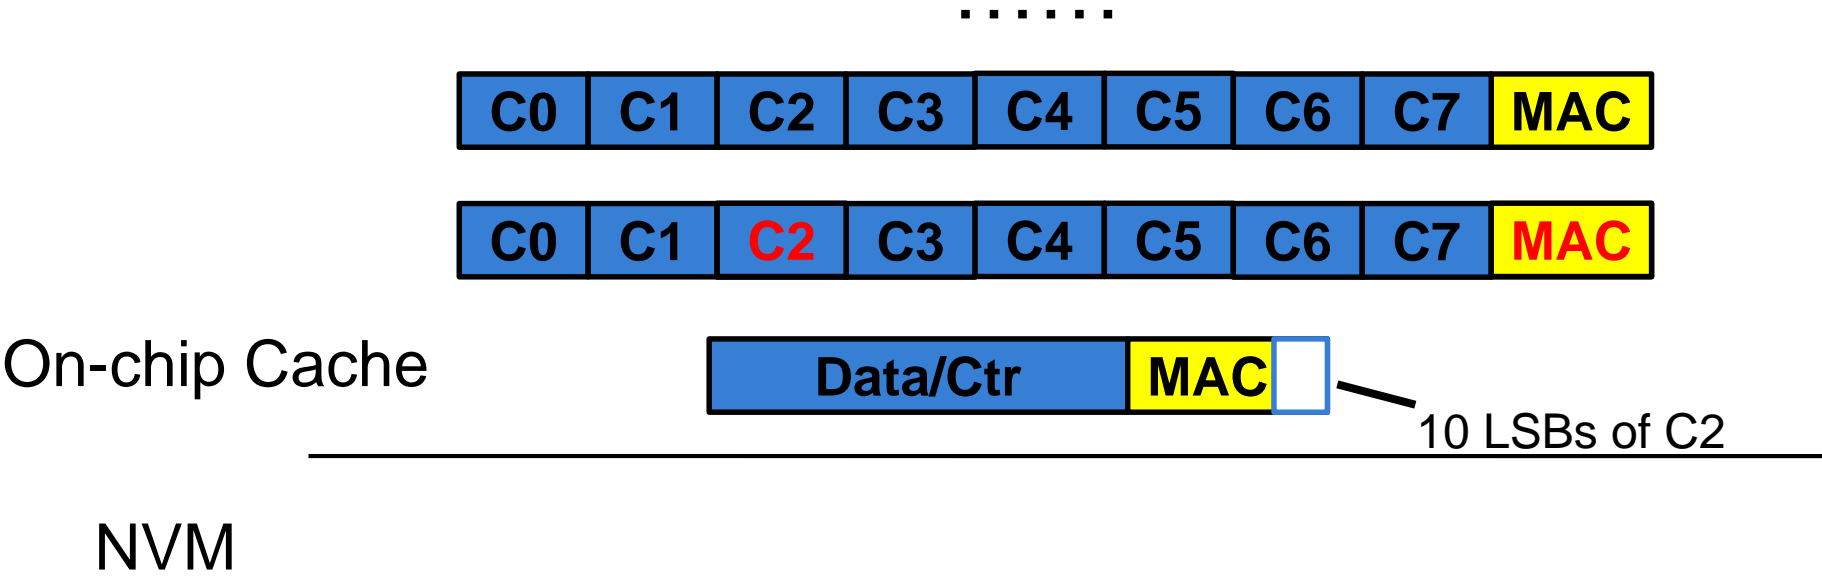 ......
C0 C1 C2 C3 C4 C5 C6 C7 MAC
C0 C1 C2 C3 C4 C5 C6 C7 MAC
On-chip Cache Data/Ctr MAC
10 LSBs of C2
NVM